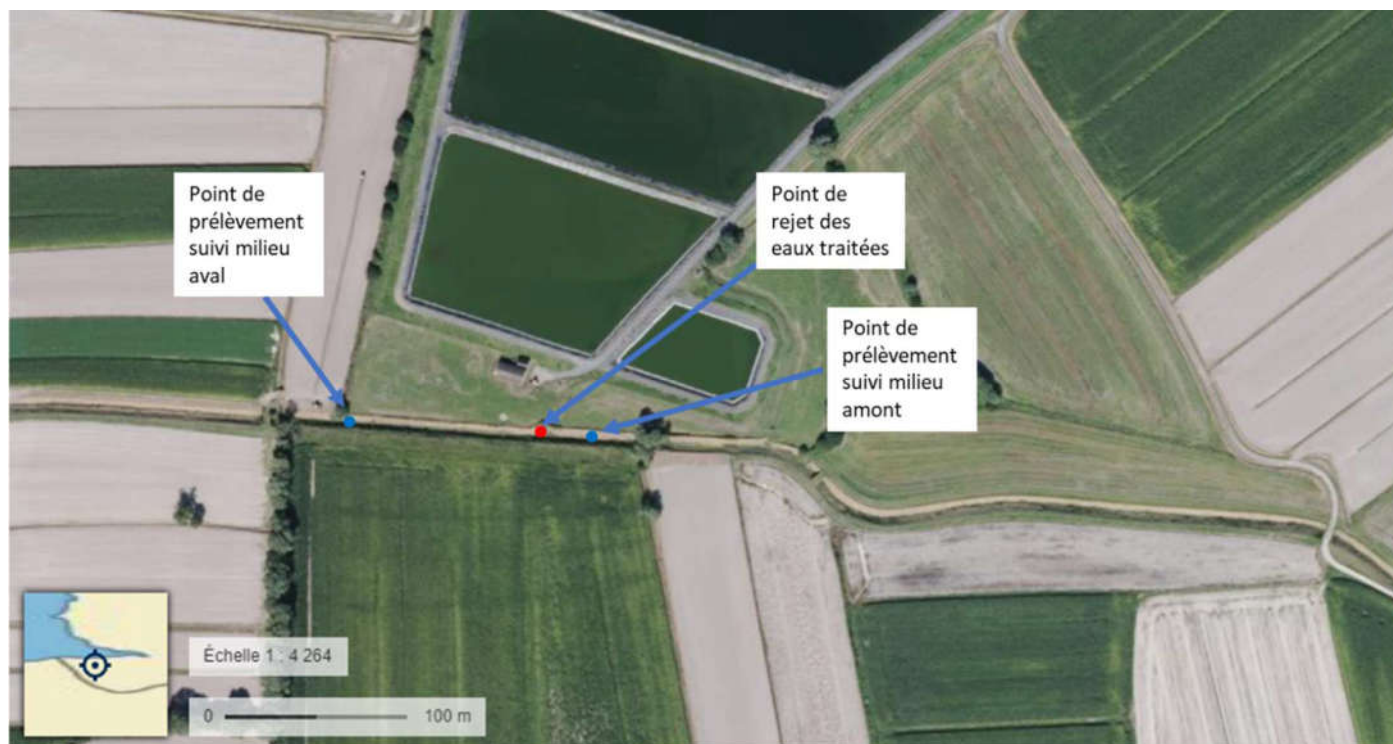 Point de
prélèvement
suivi milieu
aval
Point de
rejet des
eaux traitées
Point de
prélèvement
suivi milieu
amont
Échelle 1 : 4 264
0 100 m